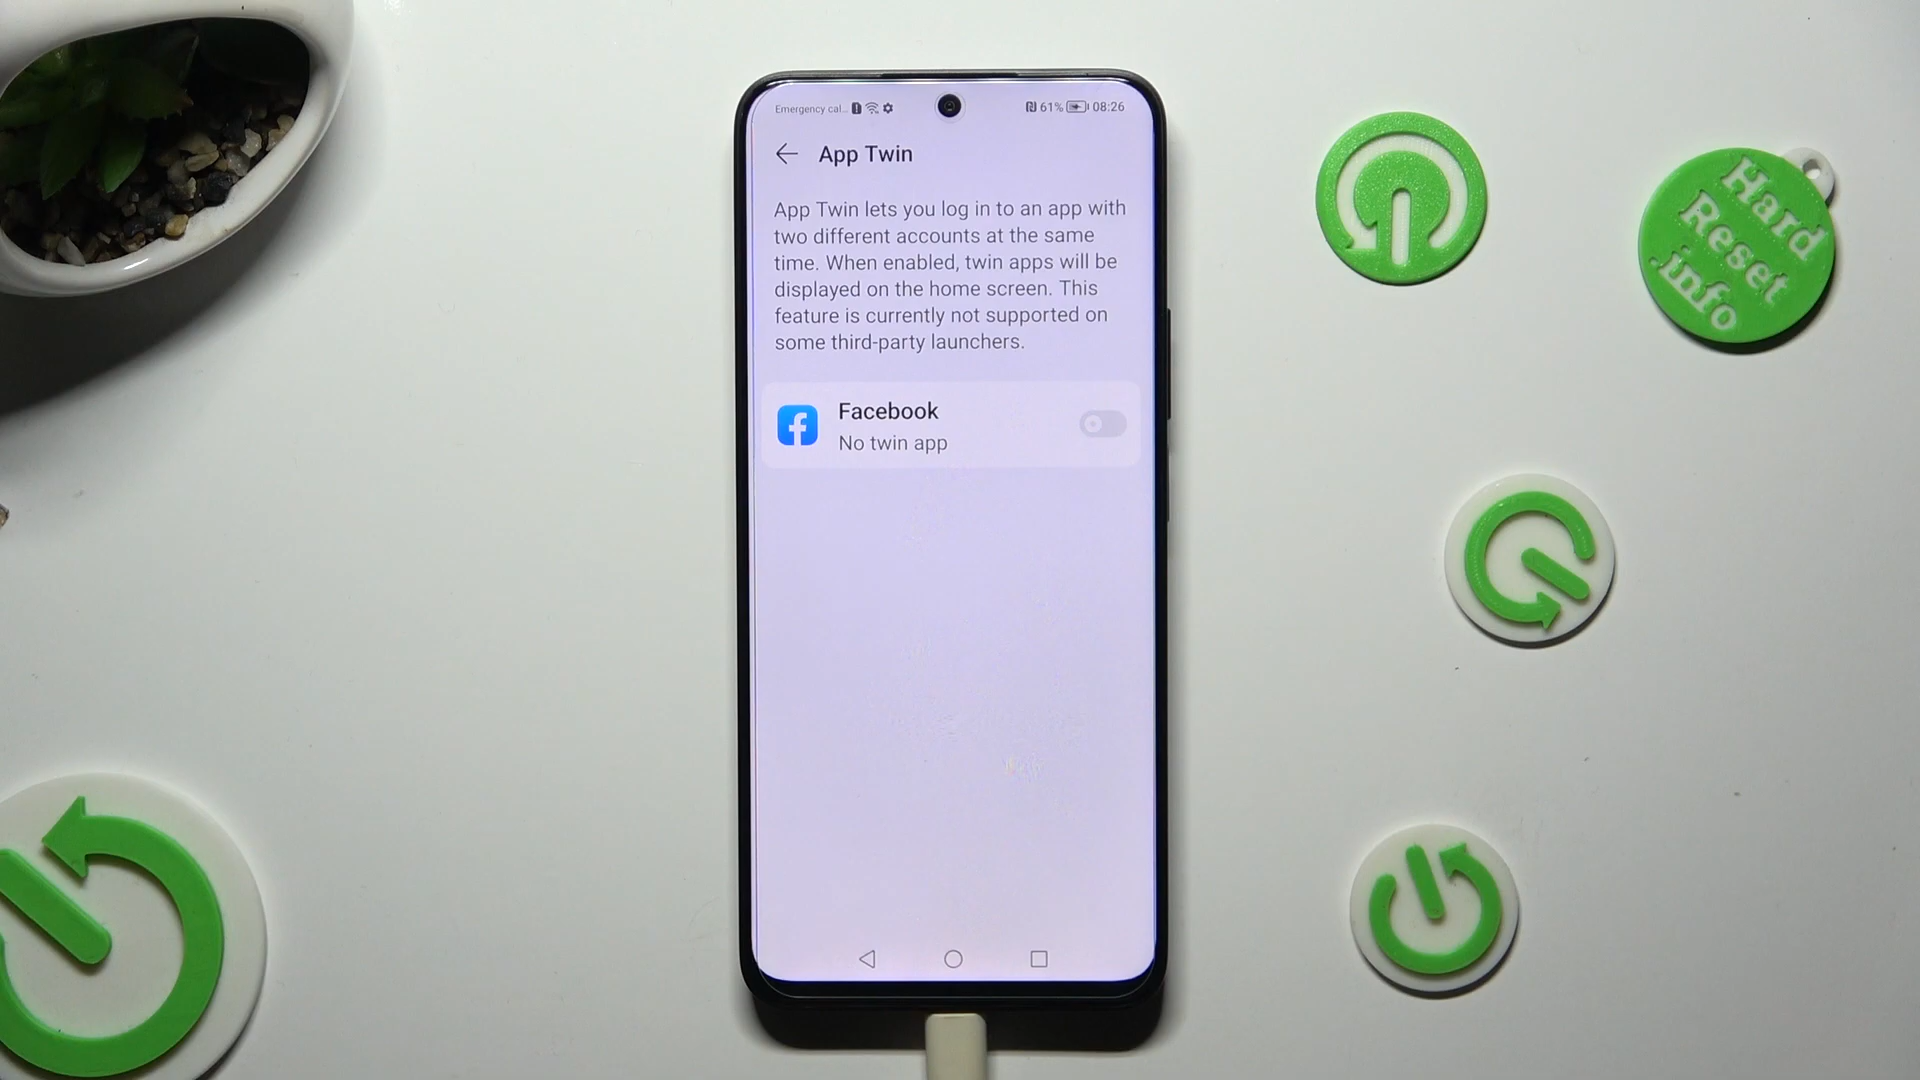 Emergency cal...
61% 08:26
App Twin
App Twin lets you log in to an app with
two different accounts at the same
time. When enabled, twin apps will be
displayed on the home screen. This
feature is currently not supported on
some third-party launchers.
Facebook
No twin app
Hard
Reset
.info